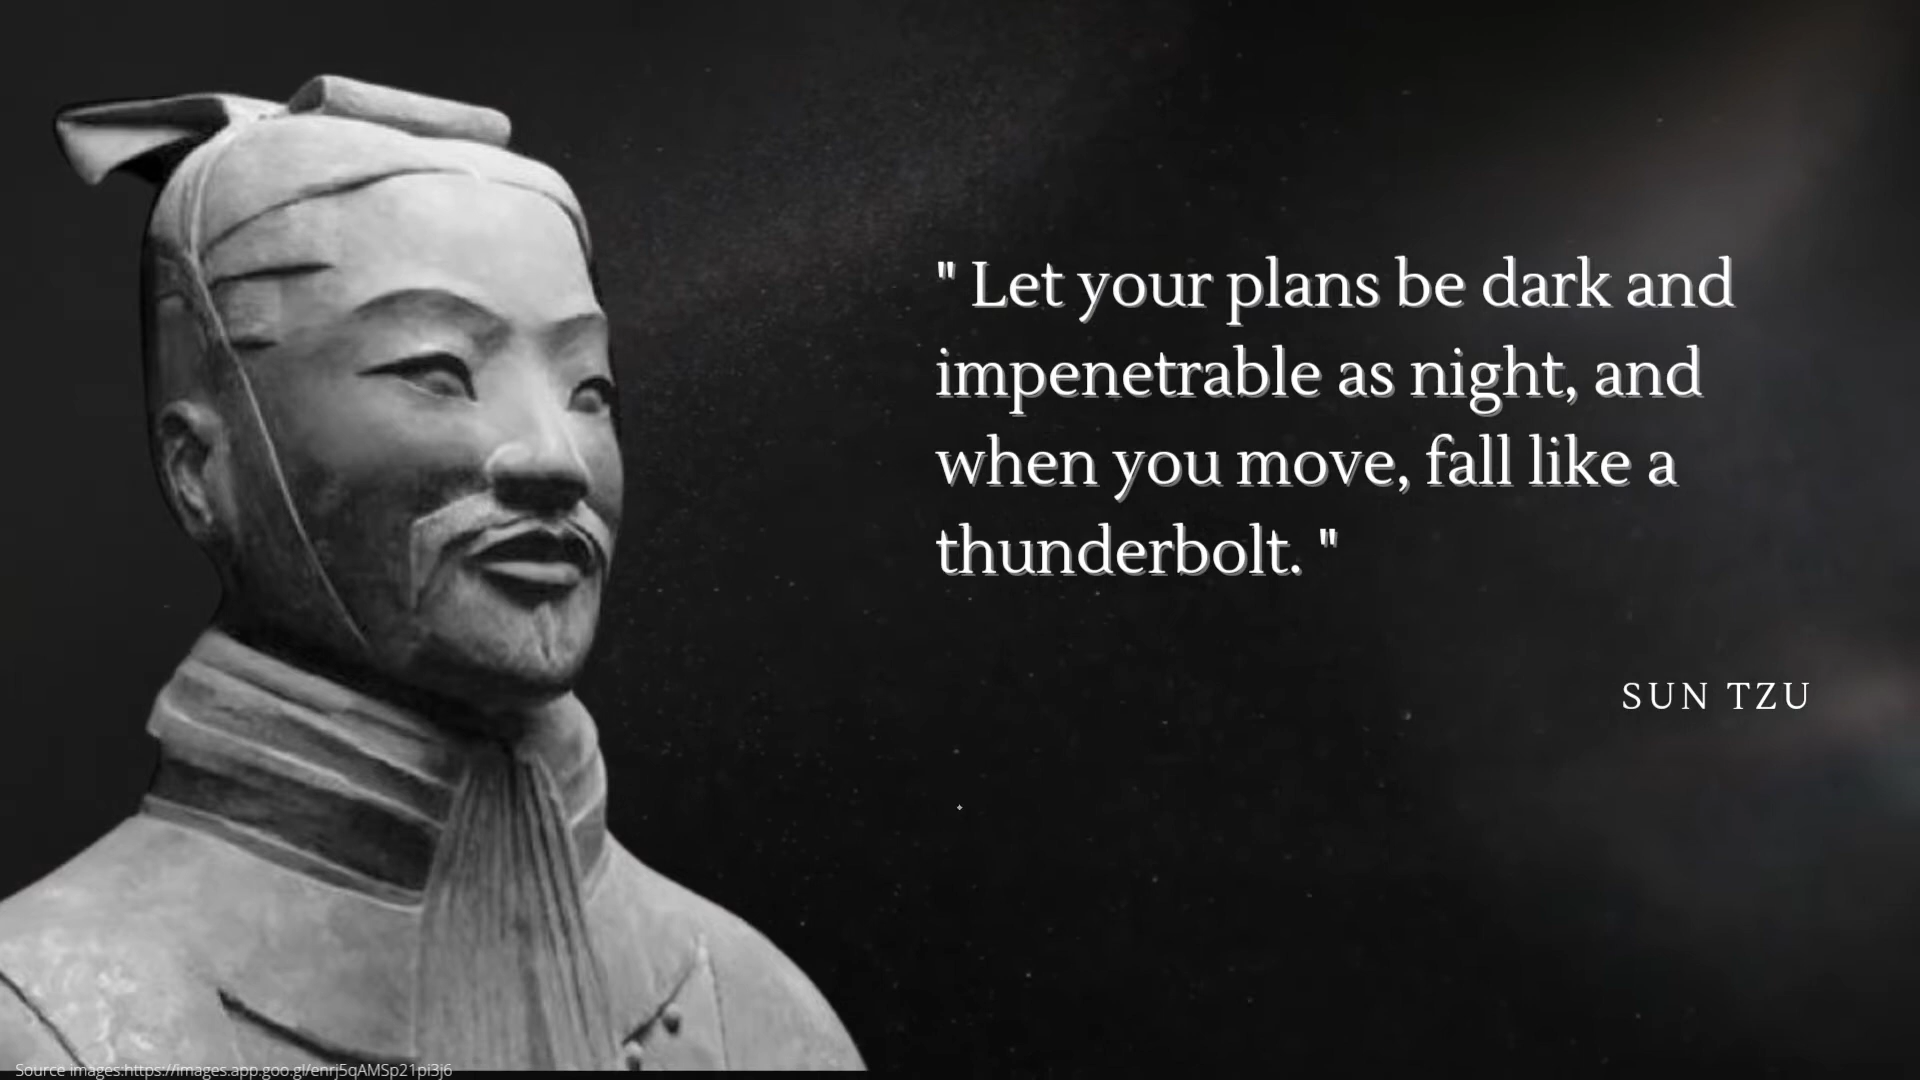 " Let your plans be dark and
impenetrable as night, and
when you move, fall like a
thunderbolt. "
SUN TZU
Source images:https://images.app.goo.gl/enrj5qAMSp21pi3j6